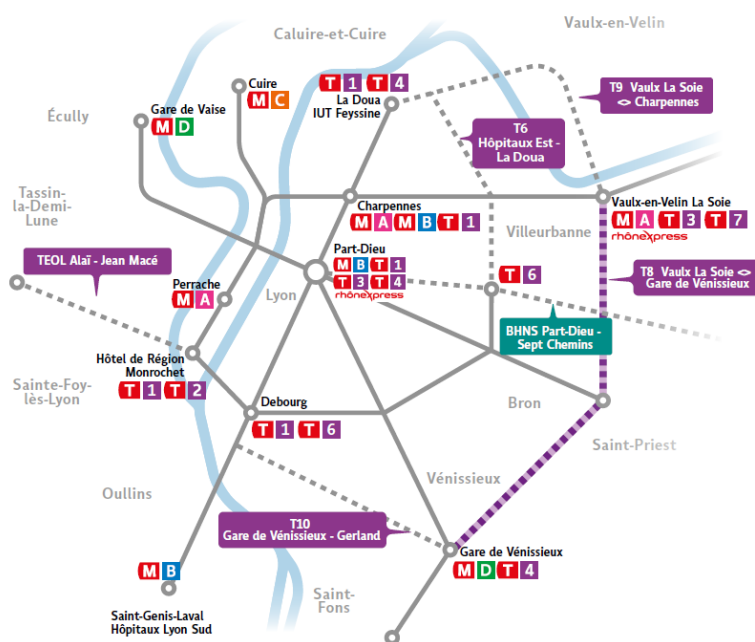 Caluire-et-Cuire
Vaulx-en-Velin
Écully
Cuire
M C
Gare de Vaise
M D
T 1 T 4
La Doua
IUT Feyssine
T9 Vaulx La Soie
<> Charpennes
T6
Hôpitaux Est -
La Doua
Tassin-
la-Demi-
Lune
Charpennes
M A M B T 1
Villeurbanne
Vaulx-en-Velin La Soie
M A T 3 T 7
rhônexpress
TEOL Alaï - Jean Macé
Part-Dieu
M B T 1
T 3 T 4
rhônexpress
T 6
T8 Vaulx La Soie <>
Gare de Vénissieux
Perrache
M A
Lyon
BHNS Part-Dieu -
Sept Chemins
Hôtel de Région
Monrochet
T 1 T 2
Sainte-Foy-
lès-Lyon
Debourg
T 1 T 6
Bron
Saint-Priest
Oullins
Vénissieux
T10
Gare de Vénissieux - Gerland
Gare de Vénissieux
M D T 4
M B
Saint-Genis-Laval
Hôpitaux Lyon Sud
Saint-
Fons